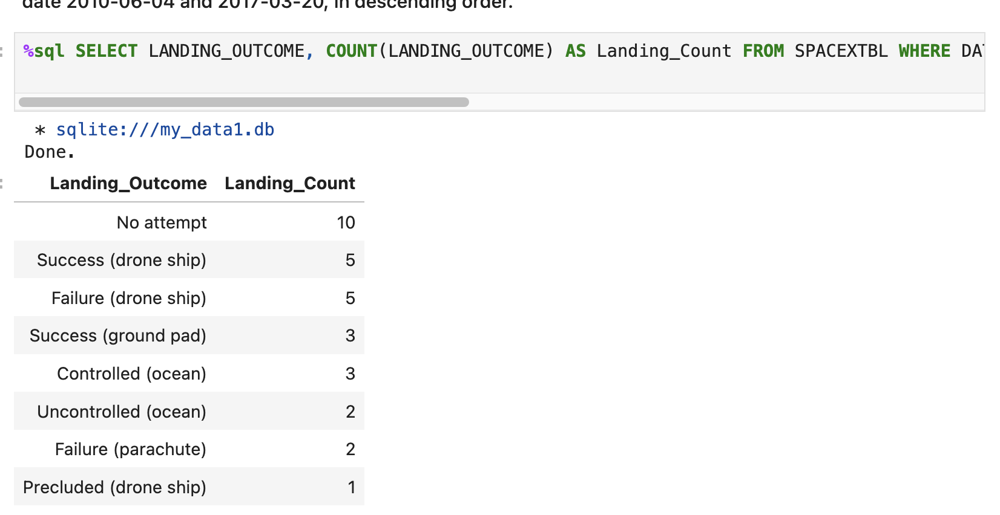 date 2010-06-04 and 2017-03-20, in descending order.
%sql SELECT LANDING_OUTCOME, COUNT(LANDING_OUTCOME) AS Landing_Count FROM SPACEXTBL WHERE DA
* sqlite:///my_data1.db
Done.
Landing_Outcome Landing_Count
No attempt 10
Success (drone ship) 5
Failure (drone ship) 5
Success (ground pad) 3
Controlled (ocean) 3
Uncontrolled (ocean) 2
Failure (parachute) 2
Precluded (drone ship) 1